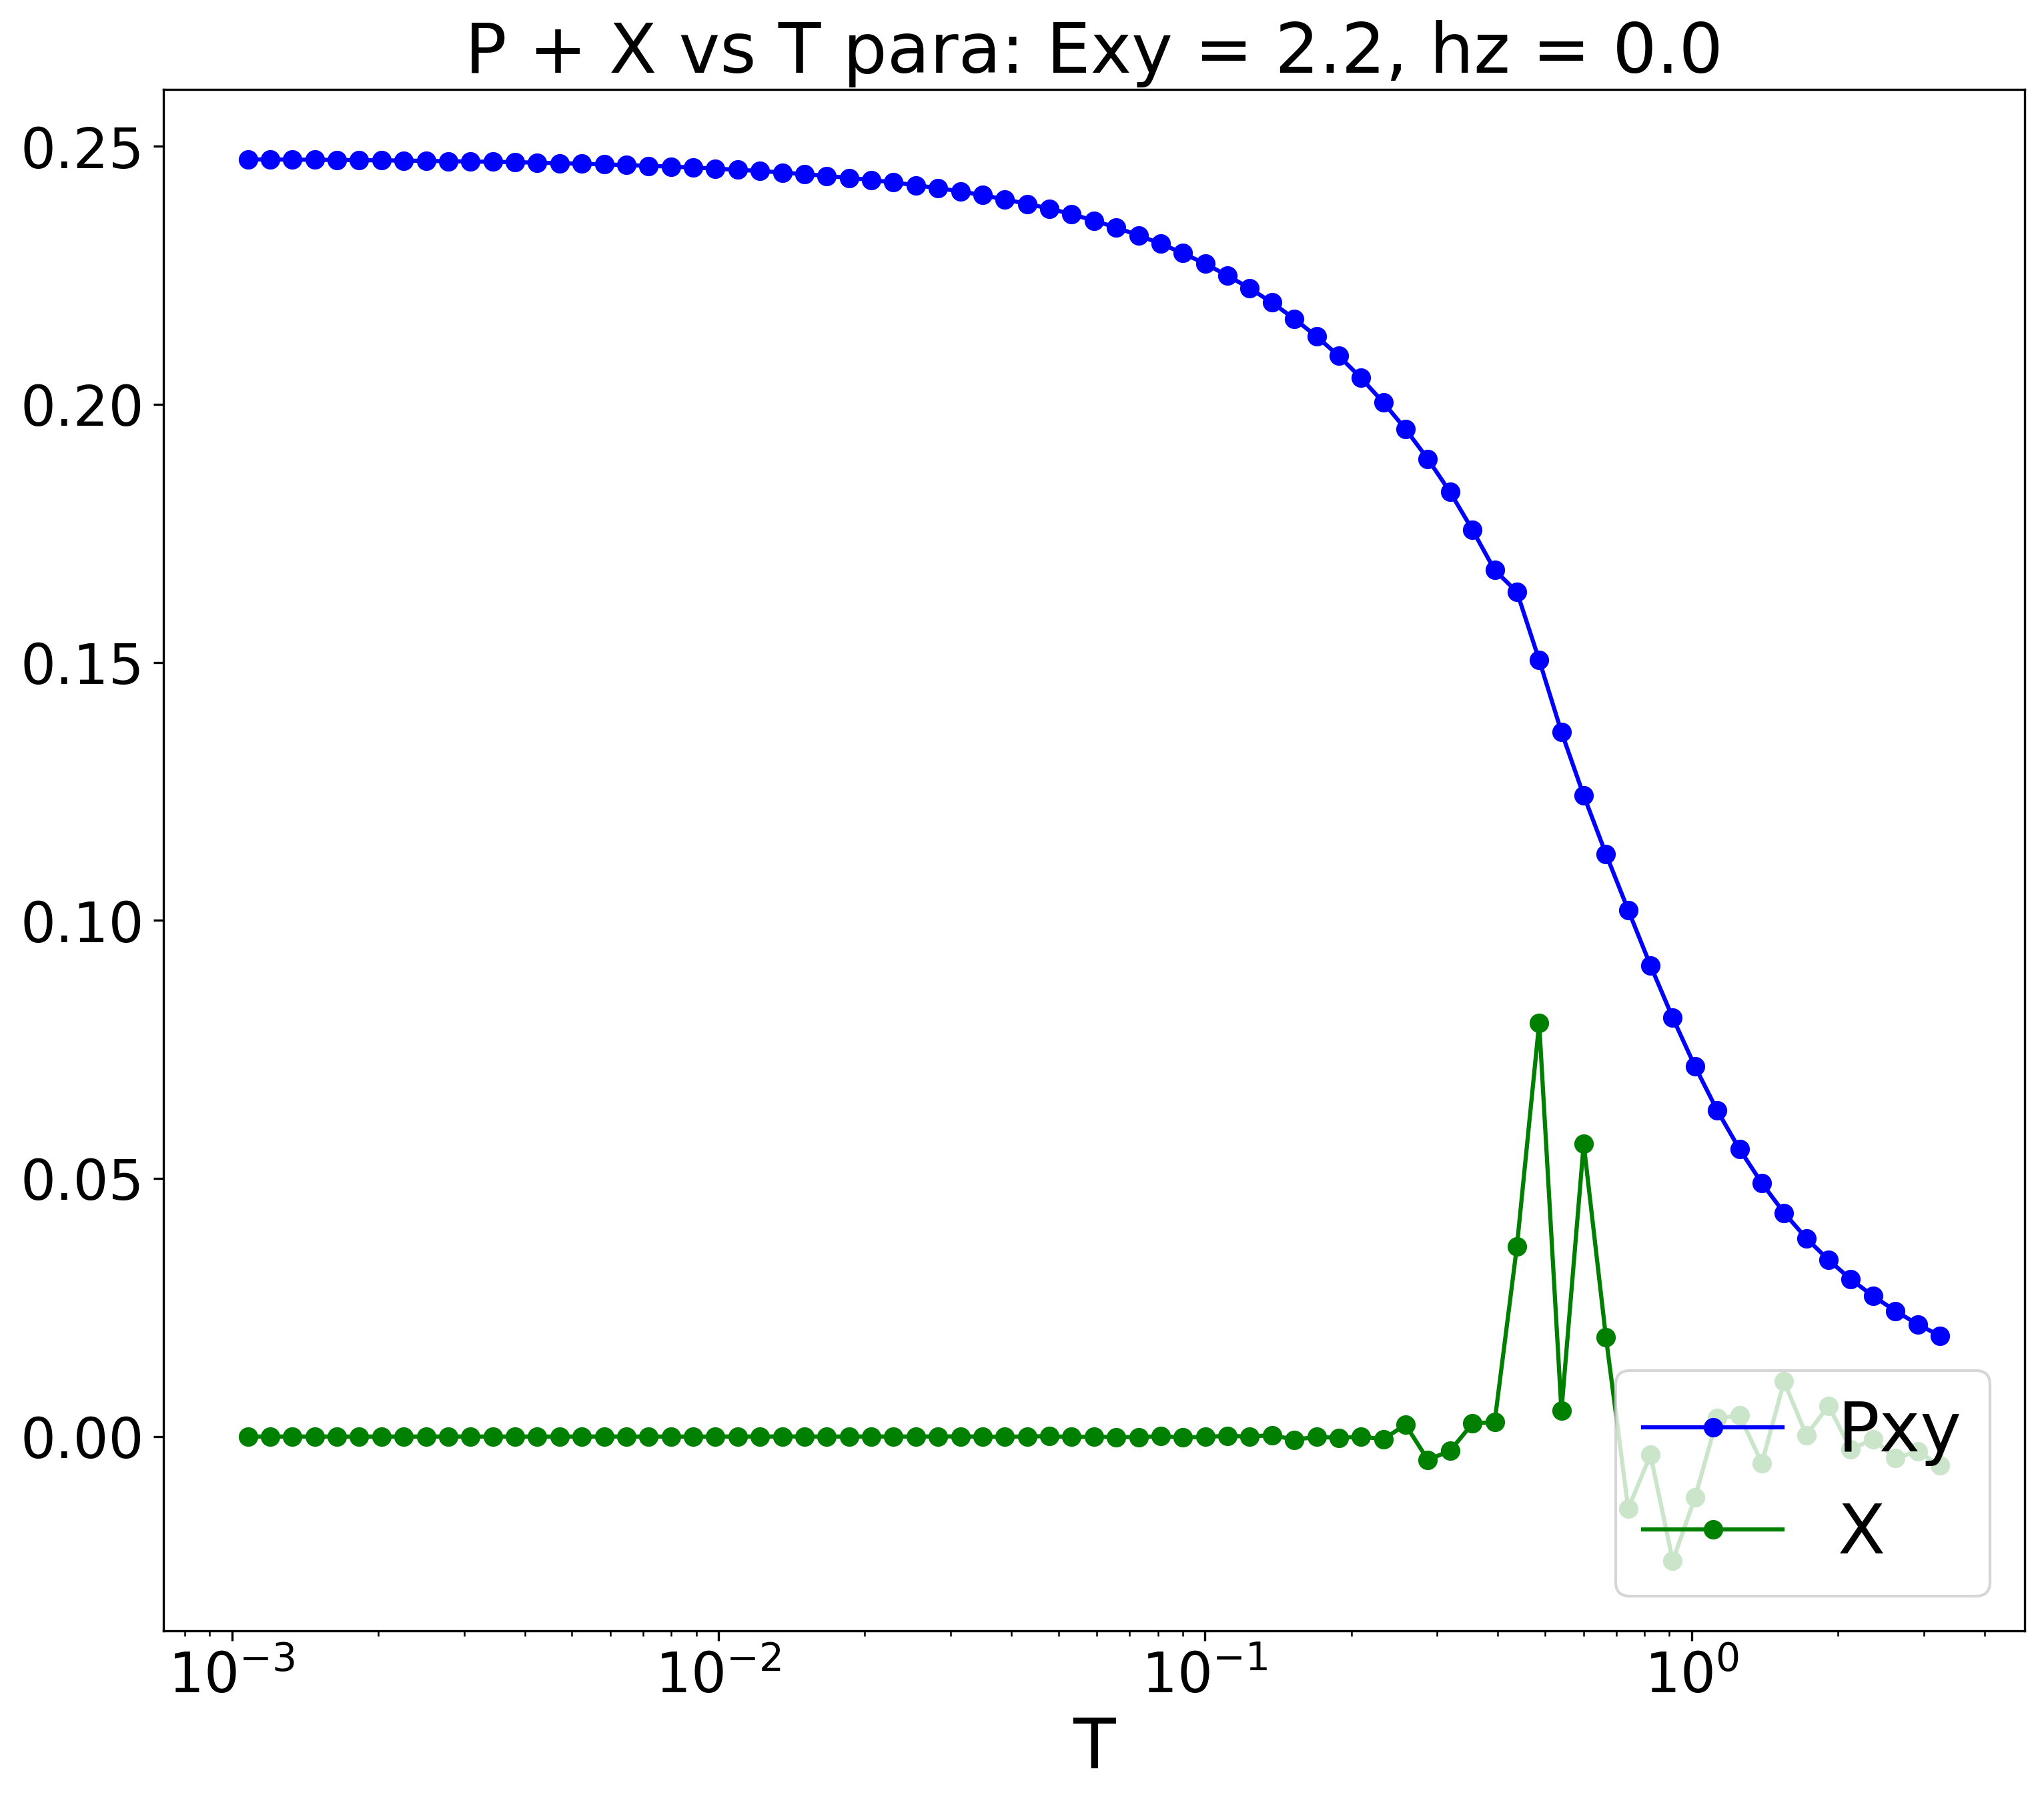 P + X vs T para: Exy = 2.2, hz = 0.0
0.25
0.20
0.15
0.10
0.05
0.00
Pxy
X
10⁻³ 10⁻² 10⁻¹ 10⁰
T